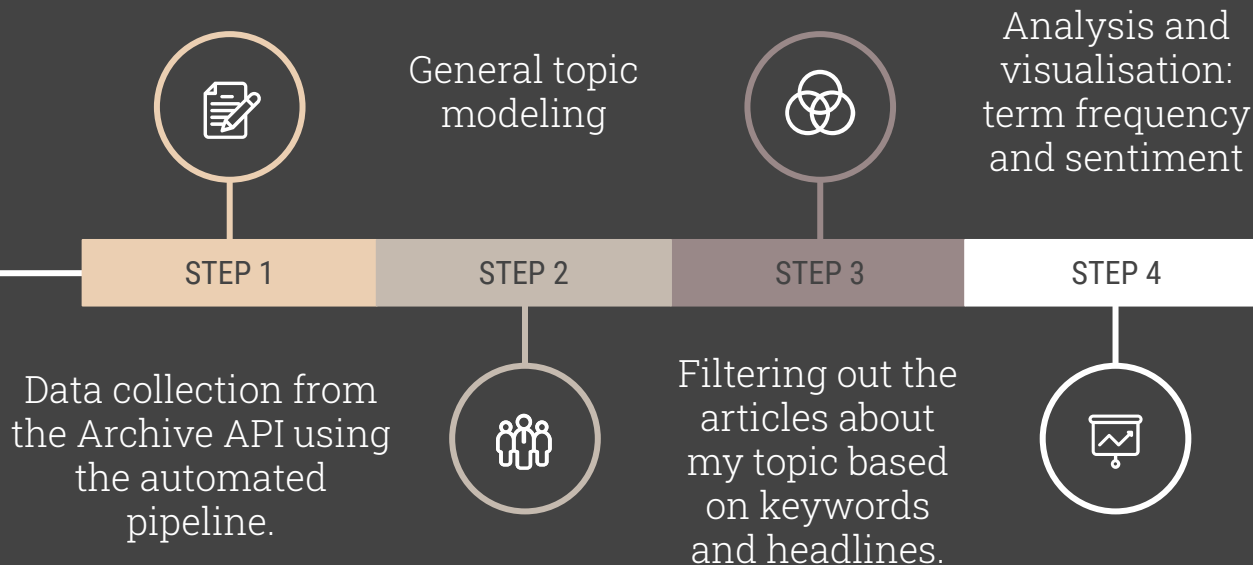 STEP 1
Data collection from
the Archive API using
the automated
pipeline.
General topic
modeling
STEP 2
STEP 3
Filtering out the
articles about
my topic based
on keywords
and headlines.
Analysis and
visualisation:
term frequency
and sentiment
STEP 4